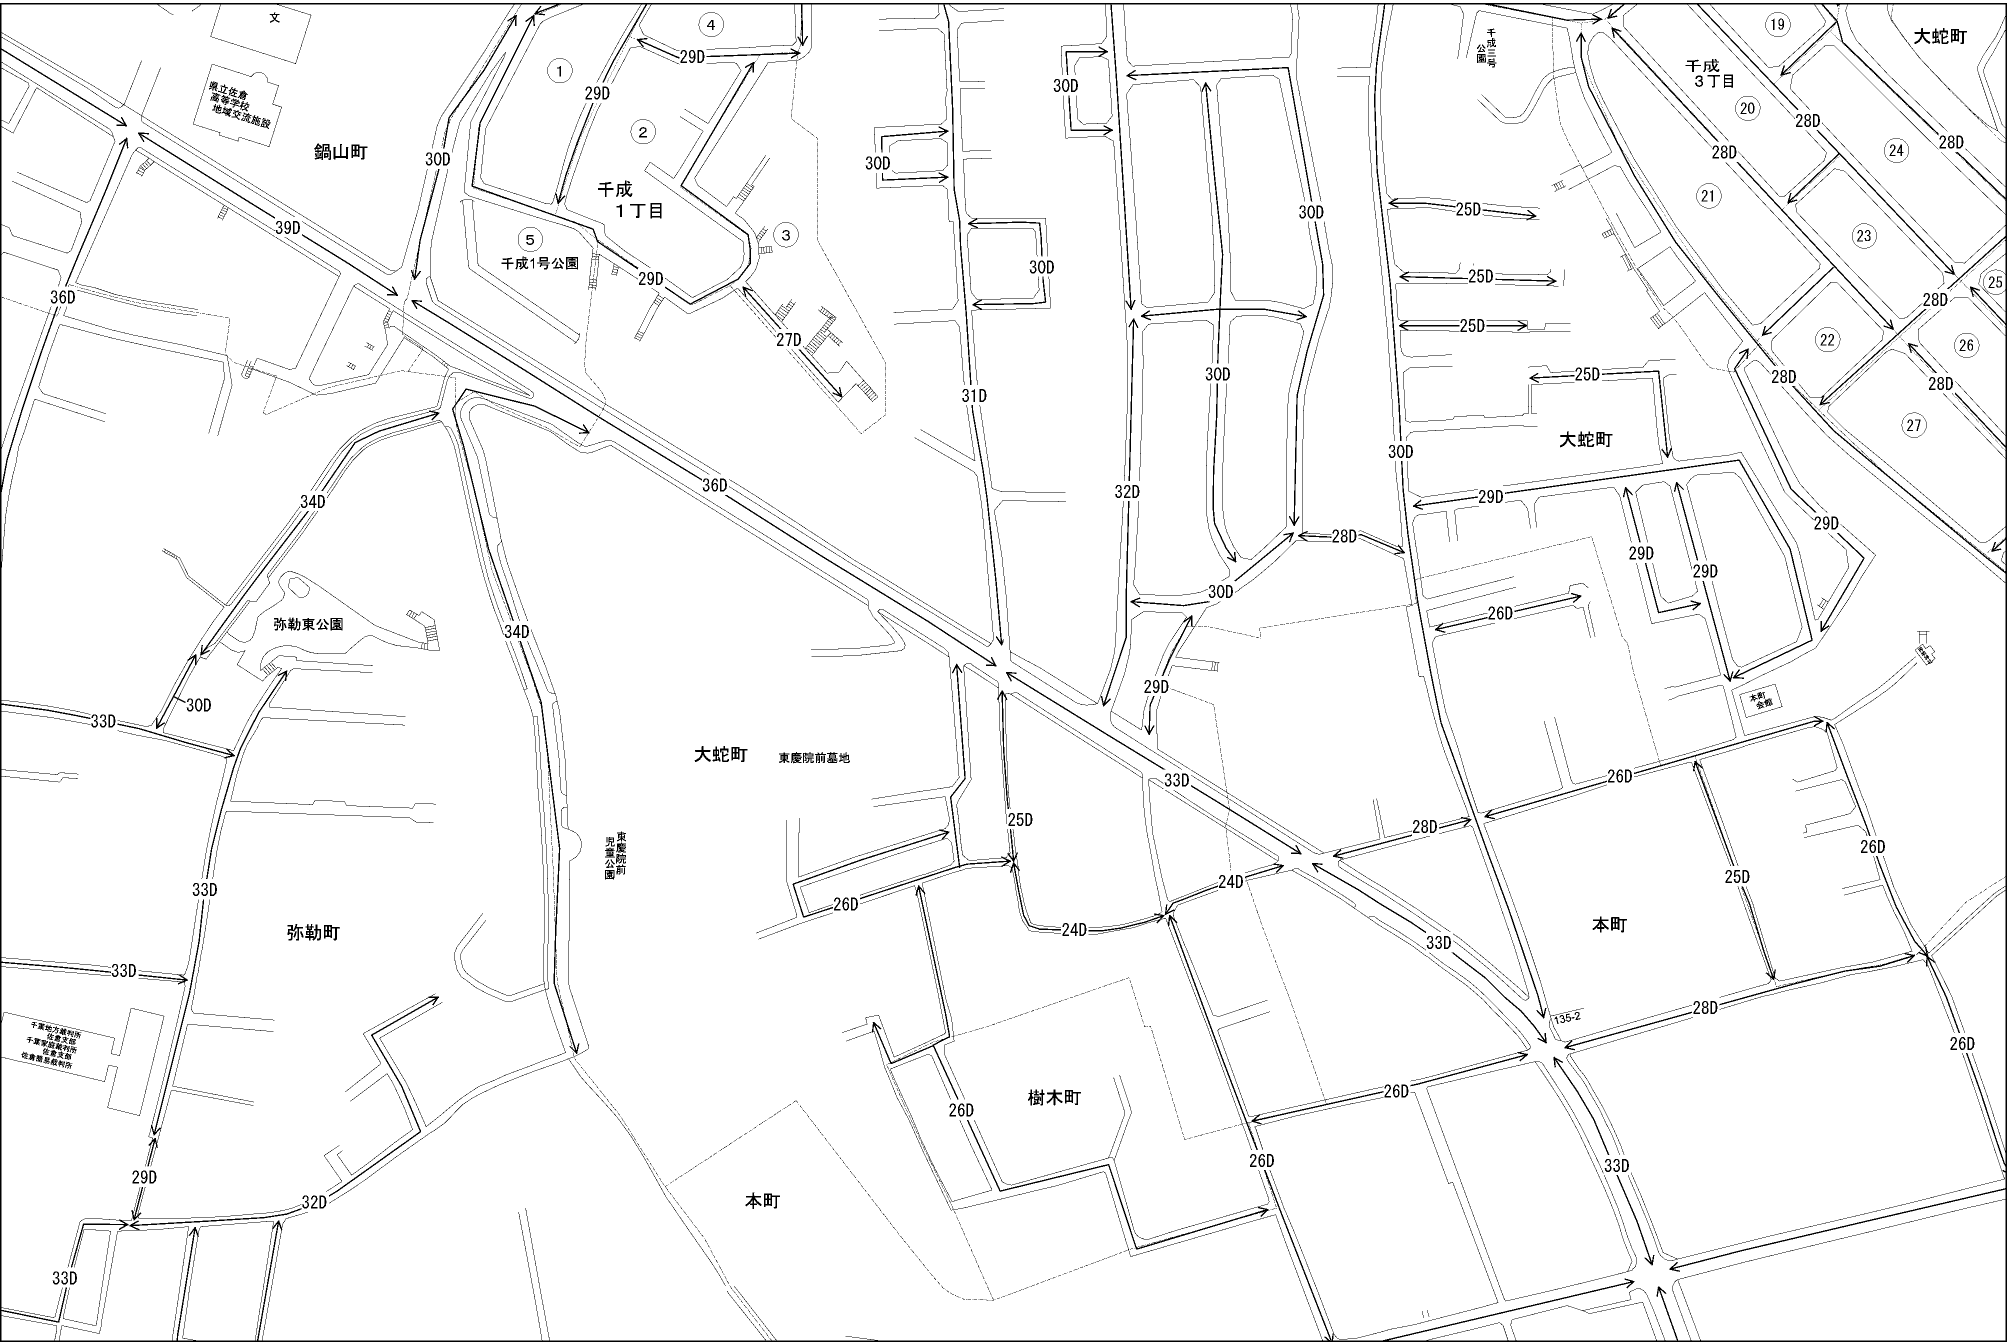 文
県立佐倉
高等学校
地域交流施設
鍋山町
①
②
③
④
⑤
千成
1丁目
千成1号公園
29D
29D
29D
27D
30D
39D
36D
36D
34D
34D
30D
33D
33D
33D
29D
32D
33D
弥勒東公園
弥勒町
千葉地方裁判所
佐倉支部
千葉家庭裁判所
佐倉支部
佐倉簡易裁判所
大蛇町
東慶院前墓地
東慶院前
児童公園
本町
30D
30D
30D
31D
30D
30D
30D
32D
30D
28D
29D
30D
33D
25D
26D
24D
24D
26D
樹木町
26D
26D
33D
28D
33D
135-2
千成三号
公園
千成
3丁目
大蛇町
⑲
⑳
㉑
㉒
㉓
㉔
㉕
㉖
㉗
28D
28D
28D
28D
28D
28D
25D
25D
25D
25D
大蛇町
29D
29D
29D
29D
26D
本町
会館
26D
25D
26D
本町
28D
26D